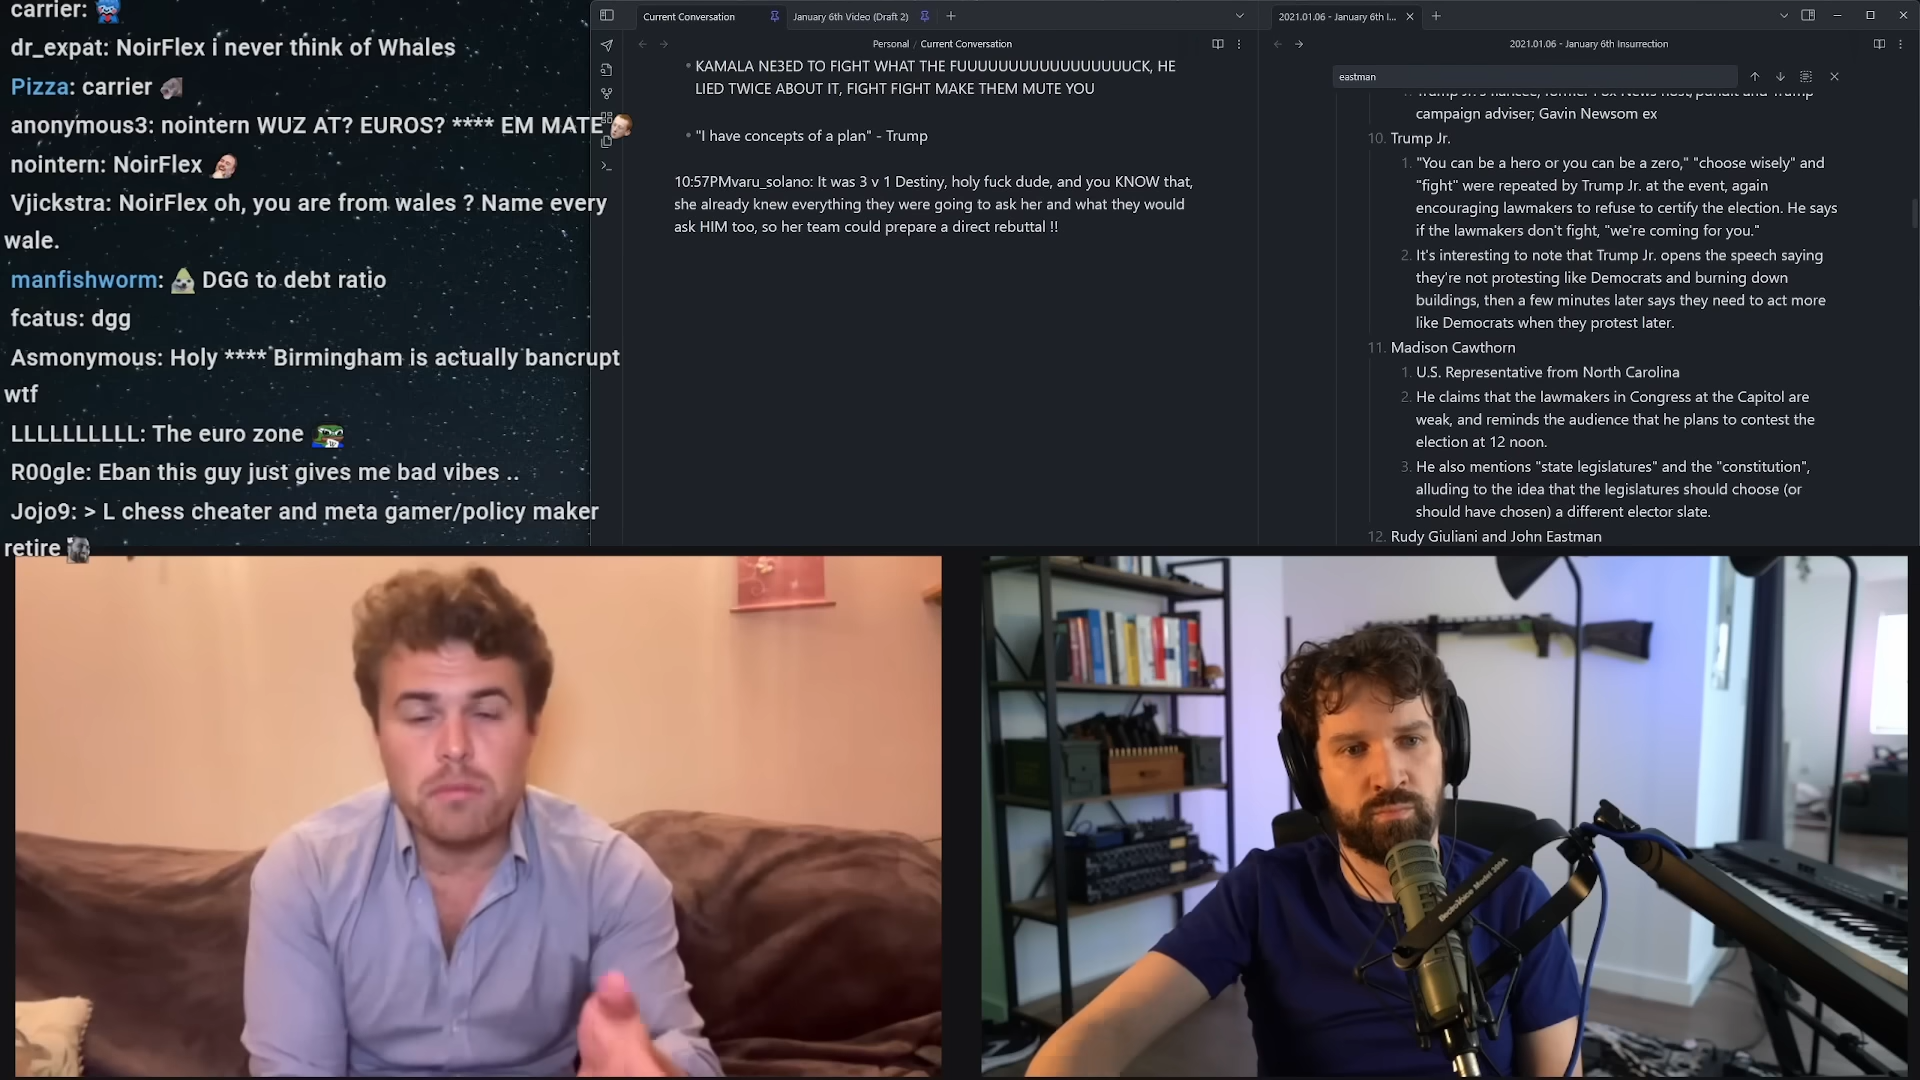 carrier:
dr_expat: NoirFlex i never think of Whales
Pizza: carrier
anonymous3: nointern WUZ AT? EUROS? **** EM MATE
nointern: NoirFlex
Vjickstra: NoirFlex oh, you are from wales ? Name every
wale.
manfishworm: DGG to debt ratio
fcatus: dgg
Asmonymous: Holy **** Birmingham is actually bancrupt
wtf
LLLLLLLLLL: The euro zone
R00gle: Eban this guy just gives me bad vibes ..
Jojo9: > L chess cheater and meta gamer/policy maker
retire
Current Conversation
January 6th Video (Draft 2)
Personal / Current Conversation
• KAMALA NE3ED TO FIGHT WHAT THE FUUUUUUUUUUUUUUUUUCK, HE
LIED TWICE ABOUT IT, FIGHT FIGHT MAKE THEM MUTE YOU
• "I have concepts of a plan" - Trump
10:57PMvaru_solano: It was 3 v 1 Destiny, holy fuck dude, and you KNOW that,
she already knew everything they were going to ask her and what they would
ask HIM too, so her team could prepare a direct rebuttal !!
2021.01.06 - January 6th I...
2021.01.06 - January 6th Insurrection
eastman
1. Trump Jr.'s fiancée, former Fox News host, pundit and Trump
campaign adviser; Gavin Newsom ex
10. Trump Jr.
1. "You can be a hero or you can be a zero," "choose wisely" and
"fight" were repeated by Trump Jr. at the event, again
encouraging lawmakers to refuse to certify the election. He says
if the lawmakers don't fight, "we're coming for you."
2. It's interesting to note that Trump Jr. opens the speech saying
they're not protesting like Democrats and burning down
buildings, then a few minutes later says they need to act more
like Democrats when they protest later.
11. Madison Cawthorn
1. U.S. Representative from North Carolina
2. He claims that the lawmakers in Congress at the Capitol are
weak, and reminds the audience that he plans to contest the
election at 12 noon.
3. He also mentions "state legislatures" and the "constitution",
alluding to the idea that the legislatures should choose (or
should have chosen) a different elector slate.
12. Rudy Giuliani and John Eastman
ElectroVoice Model 309A